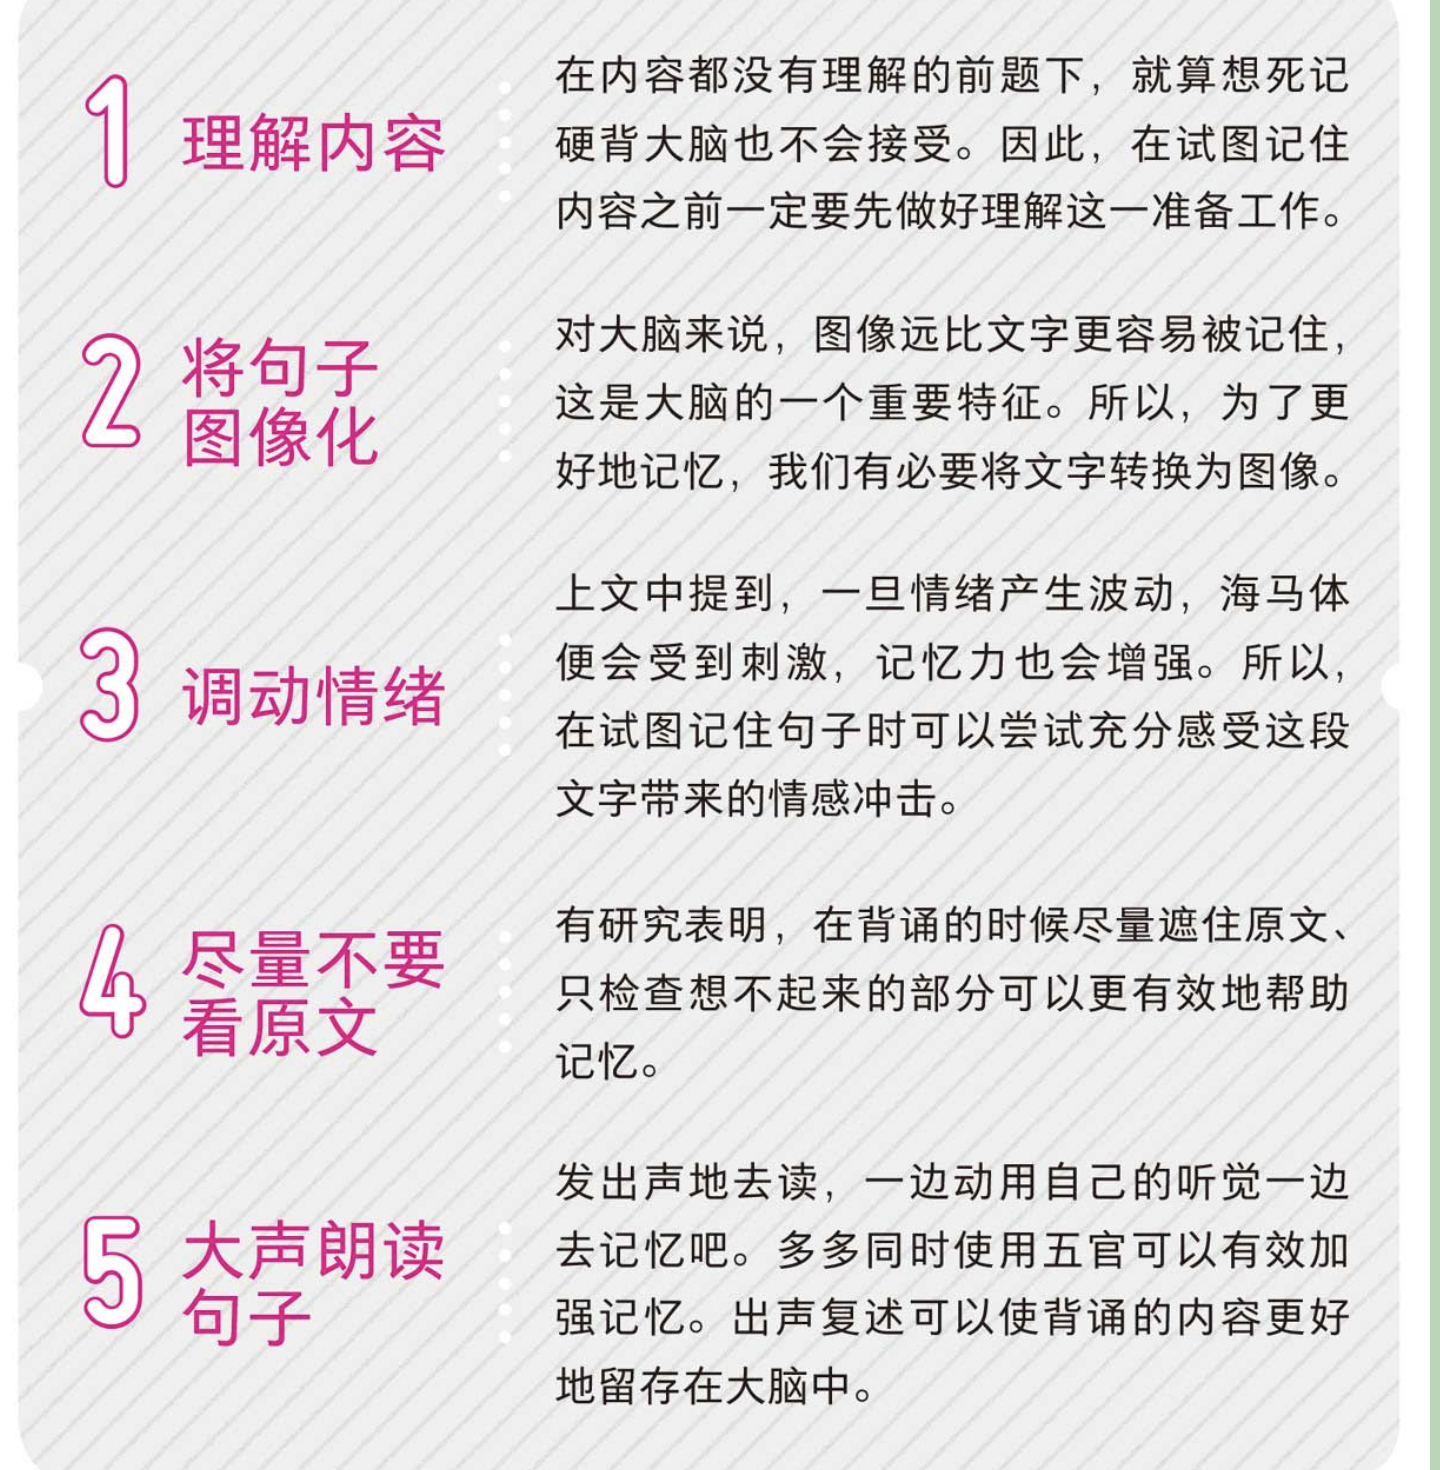 1 理解内容
在内容都没有理解的前题下，就算想死记
硬背大脑也不会接受。因此，在试图记住
内容之前一定要先做好理解这一准备工作。
2 将句子
图像化
对大脑来说，图像远比文字更容易被记住，
这是大脑的一个重要特征。所以，为了更
好地记忆，我们有必要将文字转换为图像。
3 调动情绪
上文中提到，一旦情绪产生波动，海马体
便会受到刺激，记忆力也会增强。所以，
在试图记住句子时可以尝试充分感受这段
文字带来的情感冲击。
4 尽量不要
看原文
有研究表明，在背诵的时候尽量遮住原文、
只检查想不起来的部分可以更有效地帮助
记忆。
5 大声朗读
句子
发出声地去读，一边动用自己的听觉一边
去记忆吧。多多同时使用五官可以有效加
强记忆。出声复述可以使背诵的内容更好
地留存在大脑中。